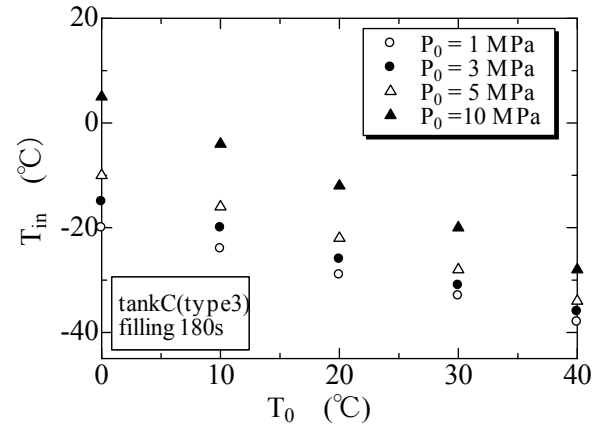 20
0
-20
-40
T_in (℃)
P_0 = 1 MPa
P_0 = 3 MPa
P_0 = 5 MPa
P_0 =10 MPa
tankC(type3)
filling 180s
0 10 20 30 40
T_0 (℃)